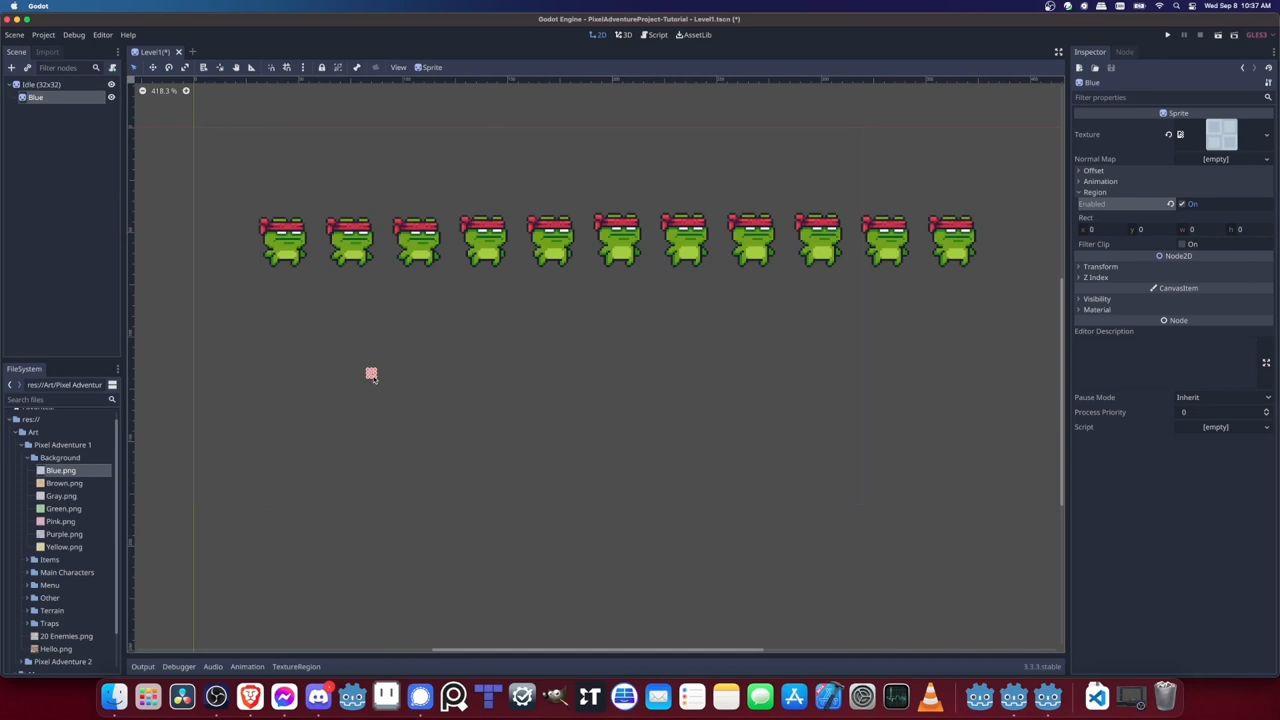 Godot
Wed Sep 8 10:37 AM
Godot Engine - PixelAdventureProject-Tutorial - Level1.tscn (*)
Scene Project Debug Editor Help
2D 3D Script AssetLib
GLES3
Scene Import
Filter nodes
Idle (32x32)
Blue
Level1(*)
View Sprite
418.3 %
Inspector Node
Blue
Filter properties
Sprite
Texture
Normal Map [empty]
Offset
Animation
Region
Enabled On
Rect
x 0 y 0 w 0 h 0
Filter Clip On
Node2D
Transform
Z Index
CanvasItem
Visibility
Material
Node
Editor Description
Pause Mode Inherit
Process Priority 0
Script [empty]
FileSystem
res://Art/Pixel Adventur
Search files
res://
Art
Pixel Adventure 1
Background
Blue.png
Brown.png
Gray.png
Green.png
Pink.png
Purple.png
Yellow.png
Items
Main Characters
Menu
Other
Terrain
Traps
20 Enemies.png
Hello.png
Pixel Adventure 2
Output Debugger Audio Animation TextureRegion
3.3.3.stable